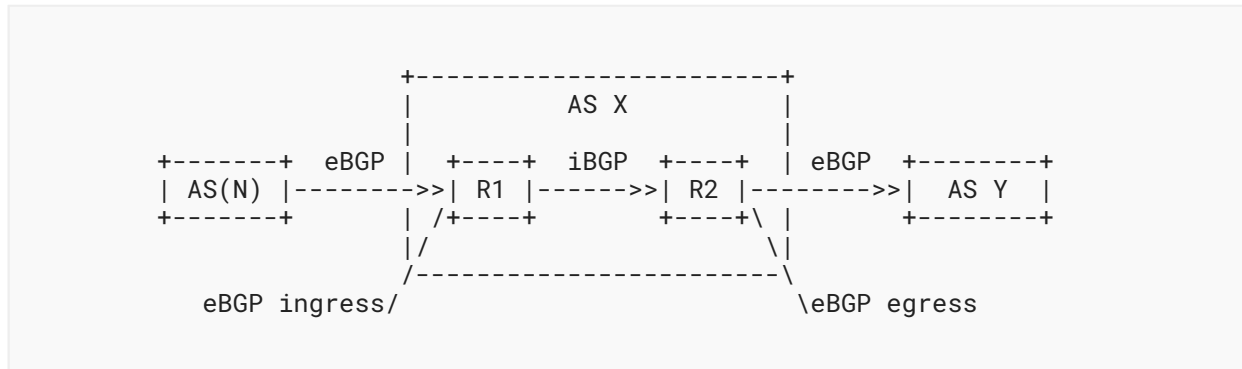 +-----------------------+
|         AS X          |
|                       |
+-------+  eBGP |  +----+  iBGP  +----+  | eBGP  +--------+
| AS(N) |-------->>| R1 |------>>| R2 |-------->>|  AS Y  |
+-------+       | /+----+        +----+\ |       +--------+
|/                     \|
/-----------------------\
eBGP ingress/                         \eBGP egress